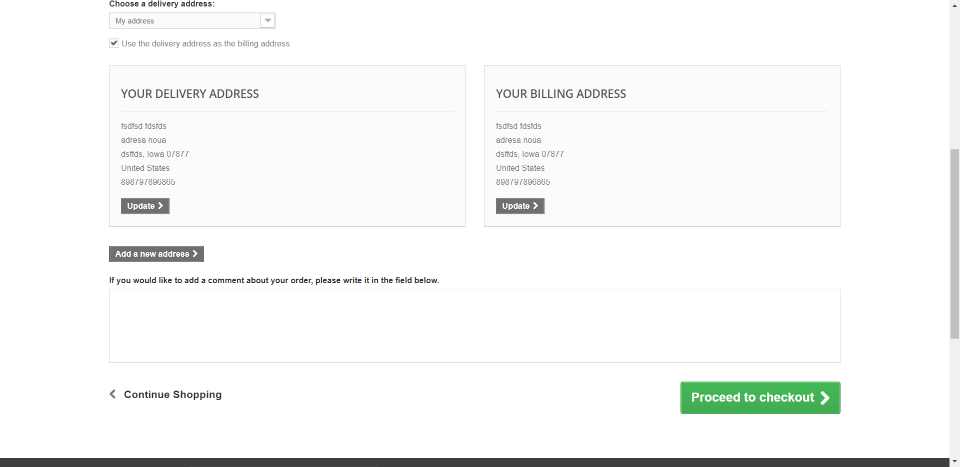 Choose a delivery address:
My address
Use the delivery address as the billing address.
YOUR DELIVERY ADDRESS
fsdfsd fdsfds
adresa noua
dsffds, Iowa 07877
United States
898797896865
Update
YOUR BILLING ADDRESS
fsdfsd fdsfds
adresa noua
dsffds, Iowa 07877
United States
898797896865
Update
Add a new address
If you would like to add a comment about your order, please write it in the field below.
Continue Shopping
Proceed to checkout